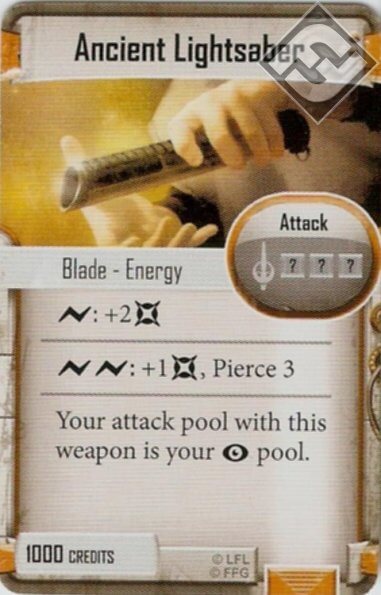 Ancient Lightsaber
Attack
? ? ?
Blade - Energy
: +2
: +1, Pierce 3
Your attack pool with this
weapon is your pool.
1000 CREDITS
© LFL
© FFG